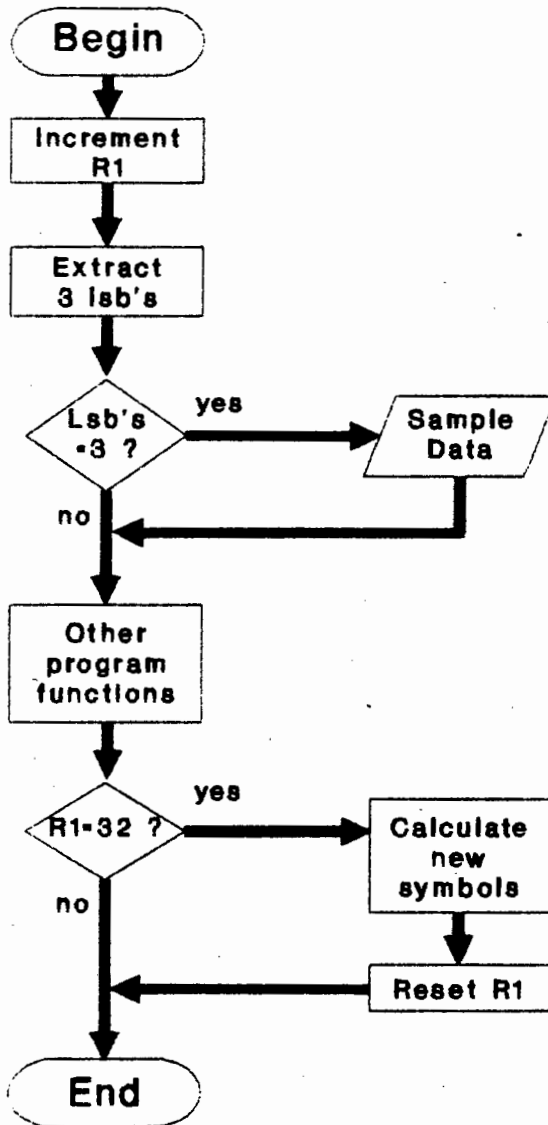 Begin
Increment
R1
Extract
3 lsb's
Lsb's
=3 ?
yes
Sample
Data
no
Other
program
functions
R1=32 ?
yes
Calculate
new
symbols
no
Reset R1
End